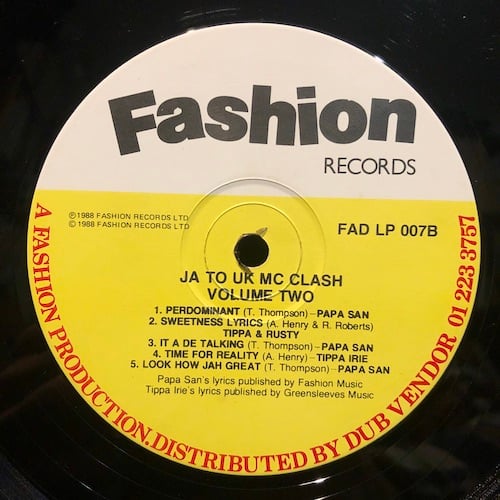 Fashion
RECORDS
℗1988 FASHION RECORDS LTD
©1988 FASHION RECORDS LTD
FAD LP 007B
JA TO UK MC CLASH
VOLUME TWO
1. PERDOMINANT (T. Thompson)–PAPA SAN
2. SWEETNESS LYRICS (A. Henry & R. Roberts)
TIPPA & RUSTY
3. IT A DE TALKING (T. Thompson)–PAPA SAN
4. TIME FOR REALITY (A. Henry)–TIPPA IRIE
5. LOOK HOW JAH GREAT (T. Thompson)–PAPA SAN
Papa San's lyrics published by Fashion Music
Tippa Irie's lyrics published by Greensleeves Music
A FASHION PRODUCTION.DISTRIBUTED BY DUB VENDOR 01 223 3757